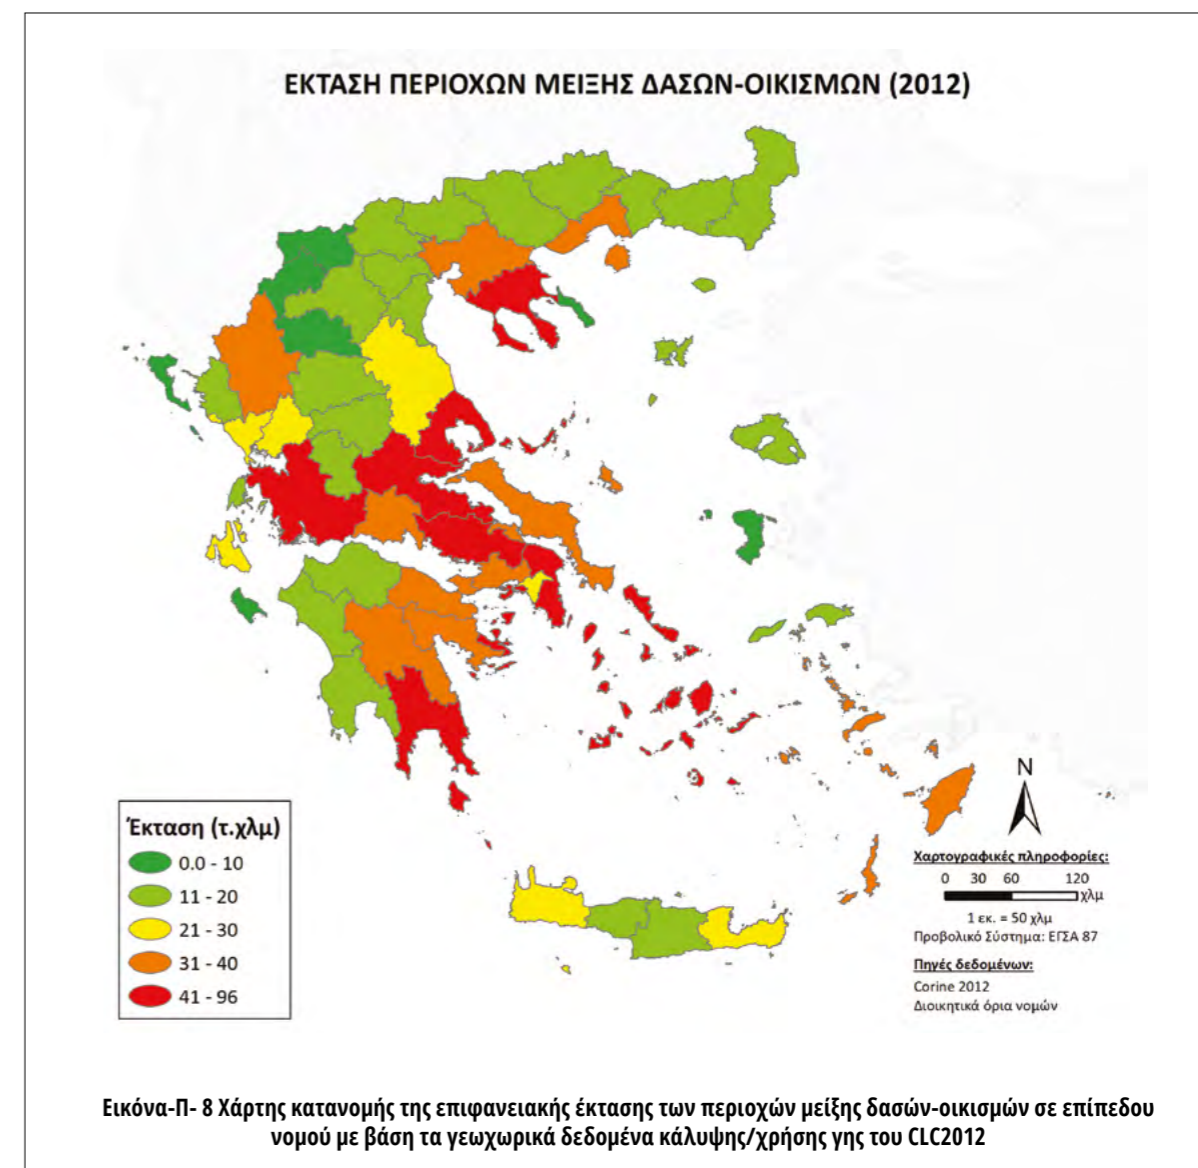 ΕΚΤΑΣΗ ΠΕΡΙΟΧΩΝ ΜΕΙΞΗΣ ΔΑΣΩΝ-ΟΙΚΙΣΜΩΝ (2012)
Έκταση (τ.χλμ)
0.0 - 10
11 - 20
21 - 30
31 - 40
41 - 96
N
Χαρτογραφικές πληροφορίες:
0 30 60 120
χλμ
1 εκ. = 50 χλμ
Προβολικό Σύστημα: ΕΓΣΑ 87
Πηγές δεδομένων:
Corine 2012
Διοικητικά όρια νομών
Εικόνα-Π- 8 Χάρτης κατανομής της επιφανειακής έκτασης των περιοχών μείξης δασών-οικισμών σε επίπεδου
νομού με βάση τα γεωχωρικά δεδομένα κάλυψης/χρήσης γης του CLC2012